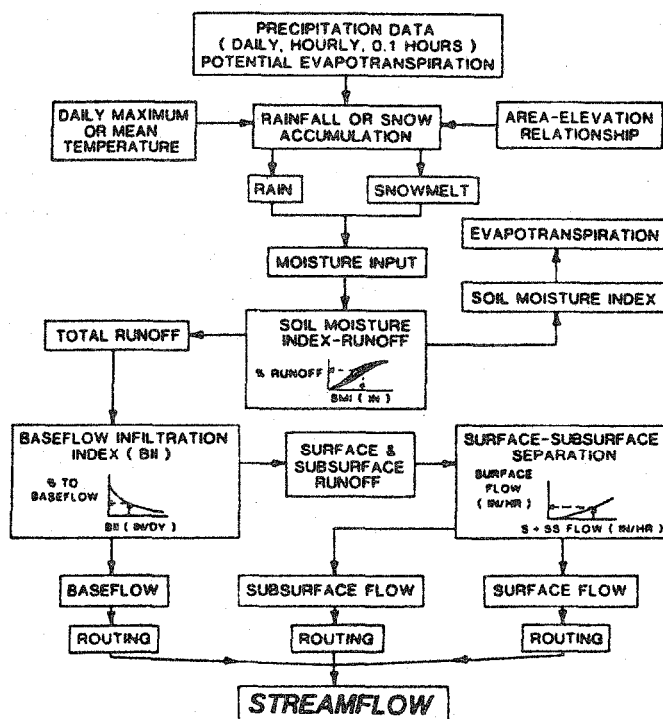 PRECIPITATION DATA
( DAILY, HOURLY, 0.1 HOURS )
POTENTIAL EVAPOTRANSPIRATION
DAILY MAXIMUM
OR MEAN
TEMPERATURE
RAINFALL OR SNOW
ACCUMULATION
AREA-ELEVATION
RELATIONSHIP
RAIN
SNOWMELT
EVAPOTRANSPIRATION
MOISTURE INPUT
SOIL MOISTURE INDEX
TOTAL RUNOFF
SOIL MOISTURE
INDEX-RUNOFF
% RUNOFF
SMI ( IN )
BASEFLOW INFILTRATION
INDEX ( BII )
% TO
BASEFLOW
BII ( IN/DY )
SURFACE &
SUBSURFACE
RUNOFF
SURFACE-SUBSURFACE
SEPARATION
SURFACE
FLOW
( IN/HR )
S + SS FLOW ( IN/HR )
BASEFLOW
SUBSURFACE FLOW
SURFACE FLOW
ROUTING
ROUTING
ROUTING
STREAMFLOW